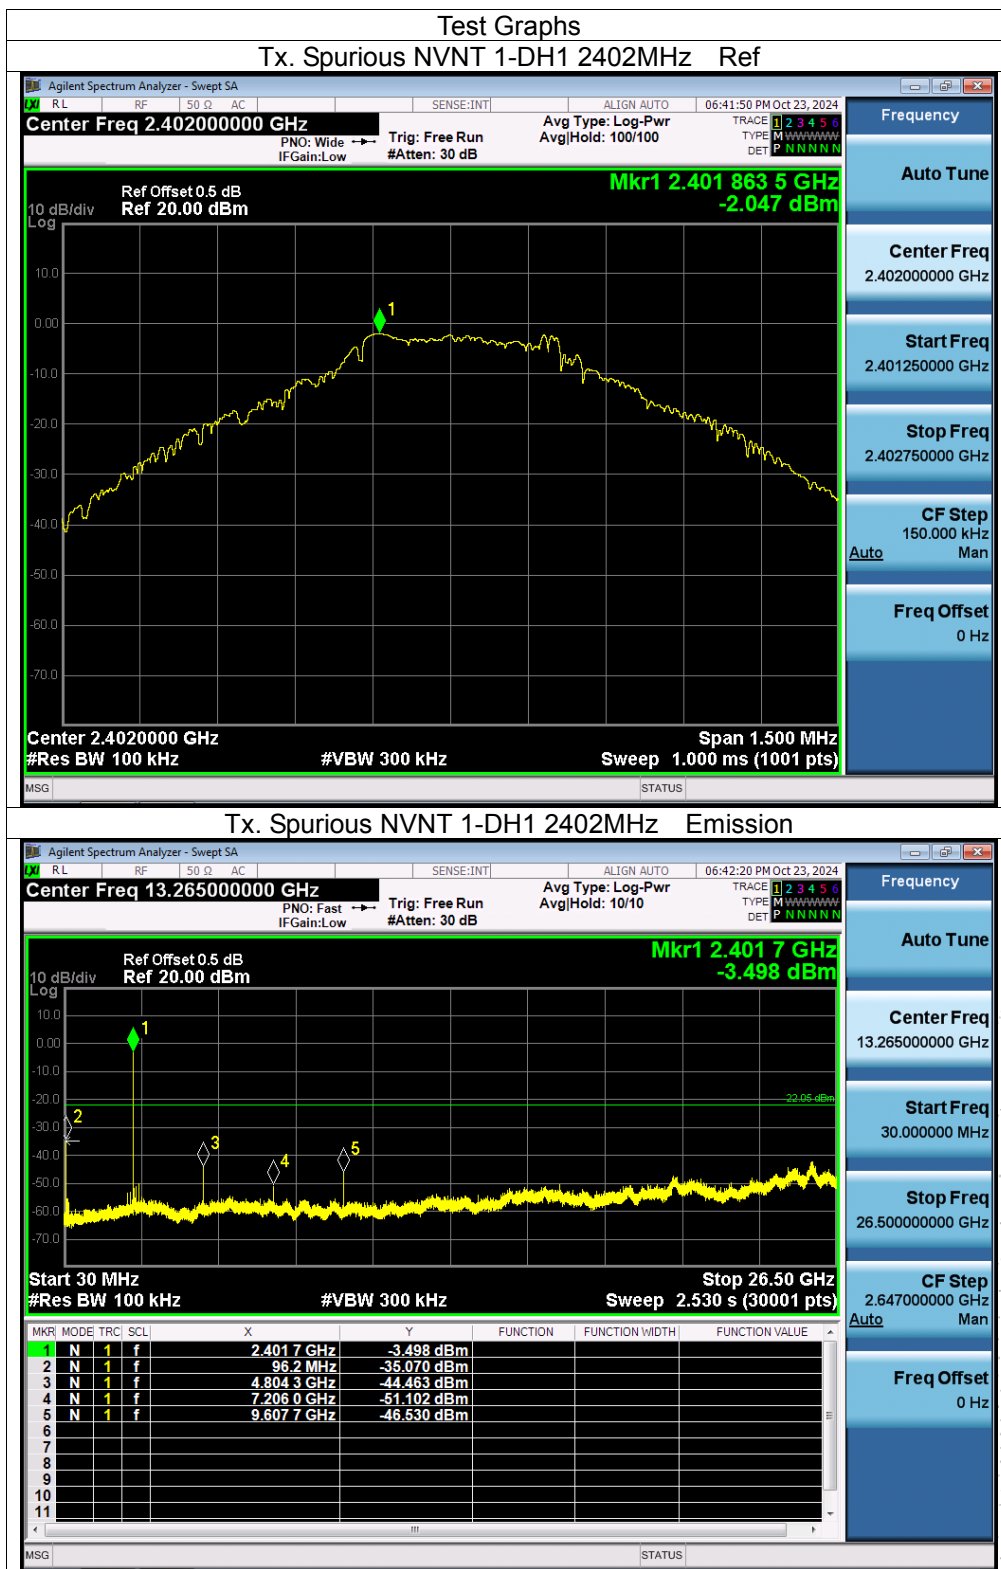 Test Graphs
Tx. Spurious NVNT 1-DH1 2402MHz Ref
Agilent Spectrum Analyzer - Swept SA
LXI RL RF 50 Ω AC SENSE:INT ALIGN AUTO 06:41:50 PM Oct 23, 2024
Center Freq 2.402000000 GHz
PNO: Wide
IFGain:Low
Trig: Free Run
#Atten: 30 dB
Avg Type: Log-Pwr
Avg|Hold: 100/100
TRACE 1 2 3 4 5 6
TYPE M WWWWW
DET P N N N N N
Mkr1 2.401 863 5 GHz
-2.047 dBm
Ref Offset 0.5 dB
10 dB/div Ref 20.00 dBm
Log
10.0
0.00
-10.0
-20.0
-30.0
-40.0
-50.0
-60.0
-70.0
1
Center 2.4020000 GHz Span 1.500 MHz
#Res BW 100 kHz #VBW 300 kHz Sweep 1.000 ms (1001 pts)
MSG STATUS
Frequency
Auto Tune
Center Freq
2.402000000 GHz
Start Freq
2.401250000 GHz
Stop Freq
2.402750000 GHz
CF Step
150.000 kHz
Auto Man
Freq Offset
0 Hz
Tx. Spurious NVNT 1-DH1 2402MHz Emission
Agilent Spectrum Analyzer - Swept SA
LXI RL RF 50 Ω AC SENSE:INT ALIGN AUTO 06:42:20 PM Oct 23, 2024
Center Freq 13.265000000 GHz
PNO: Fast
IFGain:Low
Trig: Free Run
#Atten: 30 dB
Avg Type: Log-Pwr
Avg|Hold: 10/10
TRACE 1 2 3 4 5 6
TYPE M WWWWW
DET P N N N N N
Mkr1 2.401 7 GHz
-3.498 dBm
Ref Offset 0.5 dB
10 dB/div Ref 20.00 dBm
Log
10.0
0.00
-10.0
-20.0
-30.0
-40.0
-50.0
-60.0
-70.0
1
2
3
4
5
-22.05 dBm
Start 30 MHz Stop 26.50 GHz
#Res BW 100 kHz #VBW 300 kHz Sweep 2.530 s (30001 pts)
MKR MODE TRC SCL X Y FUNCTION FUNCTION WIDTH FUNCTION VALUE
1 N 1 f 2.401 7 GHz -3.498 dBm
2 N 1 f 96.2 MHz -35.070 dBm
3 N 1 f 4.804 3 GHz -44.463 dBm
4 N 1 f 7.206 0 GHz -51.102 dBm
5 N 1 f 9.607 7 GHz -46.530 dBm
6
7
8
9
10
11
MSG STATUS
Frequency
Auto Tune
Center Freq
13.265000000 GHz
Start Freq
30.000000 MHz
Stop Freq
26.500000000 GHz
CF Step
2.647000000 GHz
Auto Man
Freq Offset
0 Hz